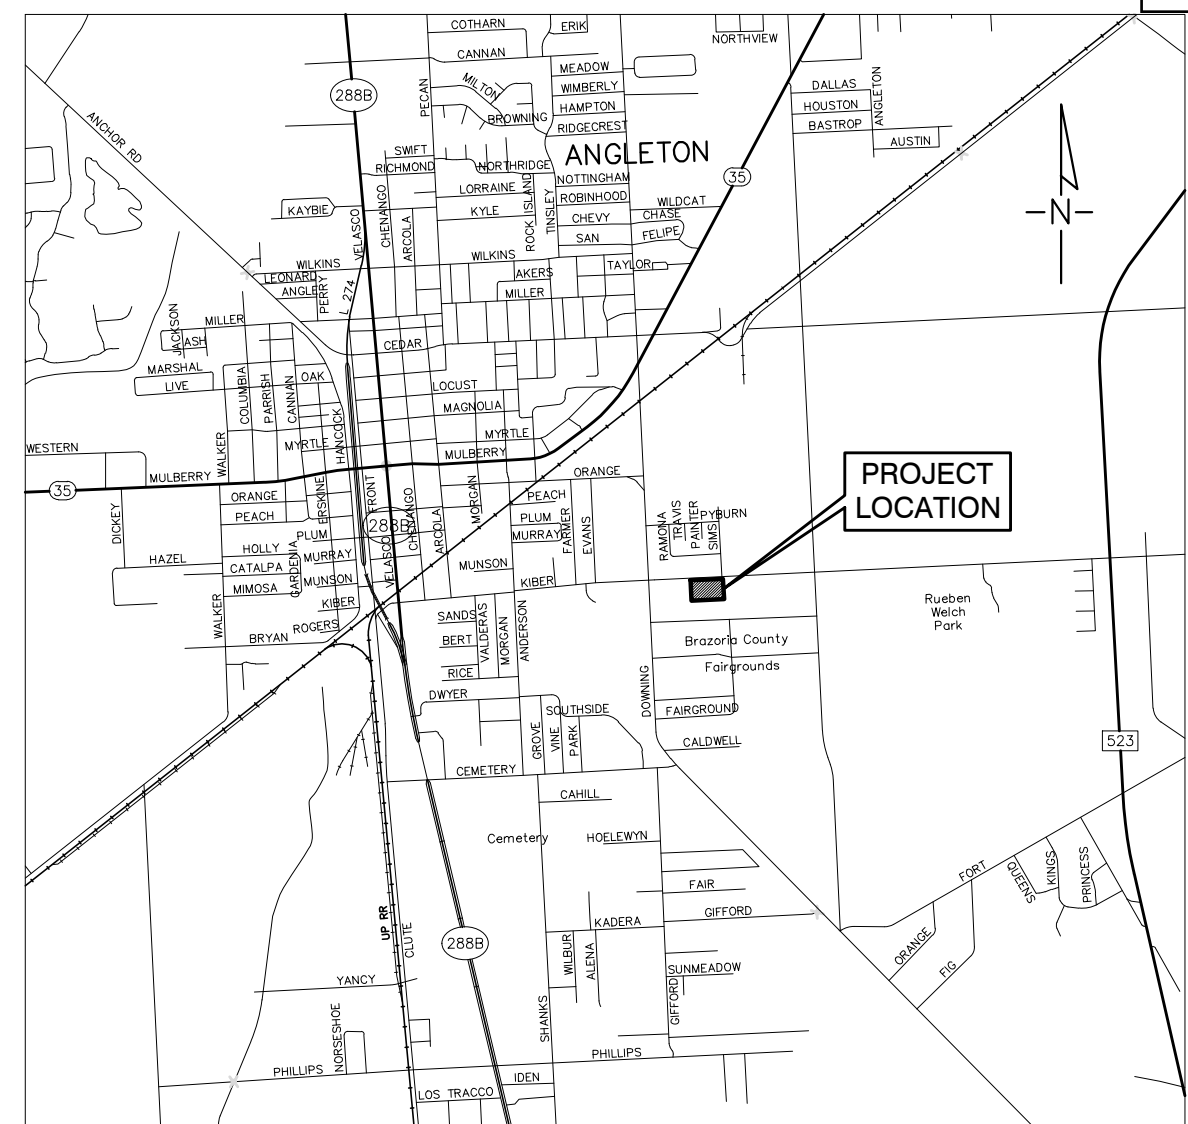 COTHARN
ERIK
NORTHVIEW
CANNAN
MEADOW
288B
PECAN
MILTON
WIMBERLY
DALLAS
ANGLETON
HAMPTON
HOUSTON
BROWNING
RIDGECREST
BASTROP
ANCHOR RD
AUSTIN
SWIFT
ANGLETON
RICHMOND
NORTHRIDGE
35
NOTTINGHAM
LORRAINE
ROBINHOOD
WILDCAT
KAYBIE
VELASCO
CHENANGO
ARCOLA
KYLE
ROCK ISLAND
TINSLEY
CHEVY
CHASE
N
SAN
FELIPE
WILKINS
WILKINS
TAYLOR
LEONARD
AKERS
ANGLE
PERRY
L 274
MILLER
JACKSON
MILLER
ASH
CEDAR
MARSHAL
LIVE
OAK
LOCUST
COLUMBIA
PARRISH
CANNAN
MAGNOLIA
HANCOCK
MYRTLE
MYRTLE
WESTERN
WALKER
MULBERRY
MULBERRY
35
ORANGE
PROJECT
LOCATION
ORANGE
ERSKINE
FRONT
CHENANGO
ARCOLA
MORGAN
PEACH
DICKEY
PEACH
288B
PLUM
FARMER
EVANS
RAMONA
TRAVIS
PAINTER
SIMS
PYBURN
PLUM
MURRAY
HOLLY
GARDENIA
MURRAY
VELASCO
HAZEL
CATALPA
MUNSON
MIMOSA
MUNSON
KIBER
WALKER
KIBER
Rueben
Welch
Park
ROGERS
SANDS
VALDERAS
MORGAN
ANDERSON
BRYAN
BERT
Brazoria County
Fairgrounds
RICE
DOWNING
DWYER
SOUTHSIDE
FAIRGROUND
GROVE
VINE
PARK
CALDWELL
523
CEMETERY
CAHILL
Cemetery
HOELEWYN
FORT
QUEENS
KINGS
PRINCESS
FAIR
UP RR
CLUTE
GIFFORD
KADERA
288B
WILBUR
ALENA
ORANGE
FIG
SUNMEADOW
YANCY
GIFFORD
HORSESHOE
SHANKS
PHILLIPS
PHILLIPS
IDEN
LOS TRACCO